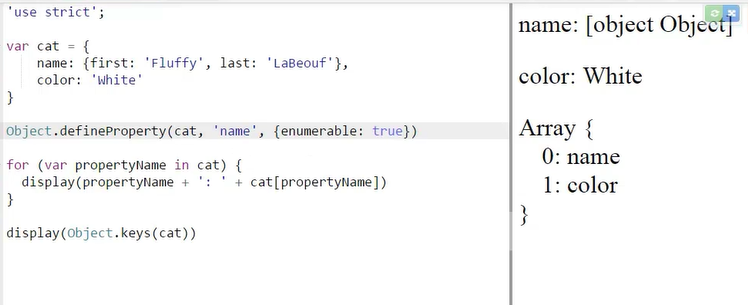 'use strict';
var cat = {
name: {first: 'Fluffy', last: 'LaBeouf'},
color: 'White'
}
Object.defineProperty(cat, 'name', {enumerable: true})
for (var propertyName in cat) {
display(propertyName + ': ' + cat[propertyName])
}
display(Object.keys(cat))
name: [object Object]
color: White
Array {
0: name
1: color
}